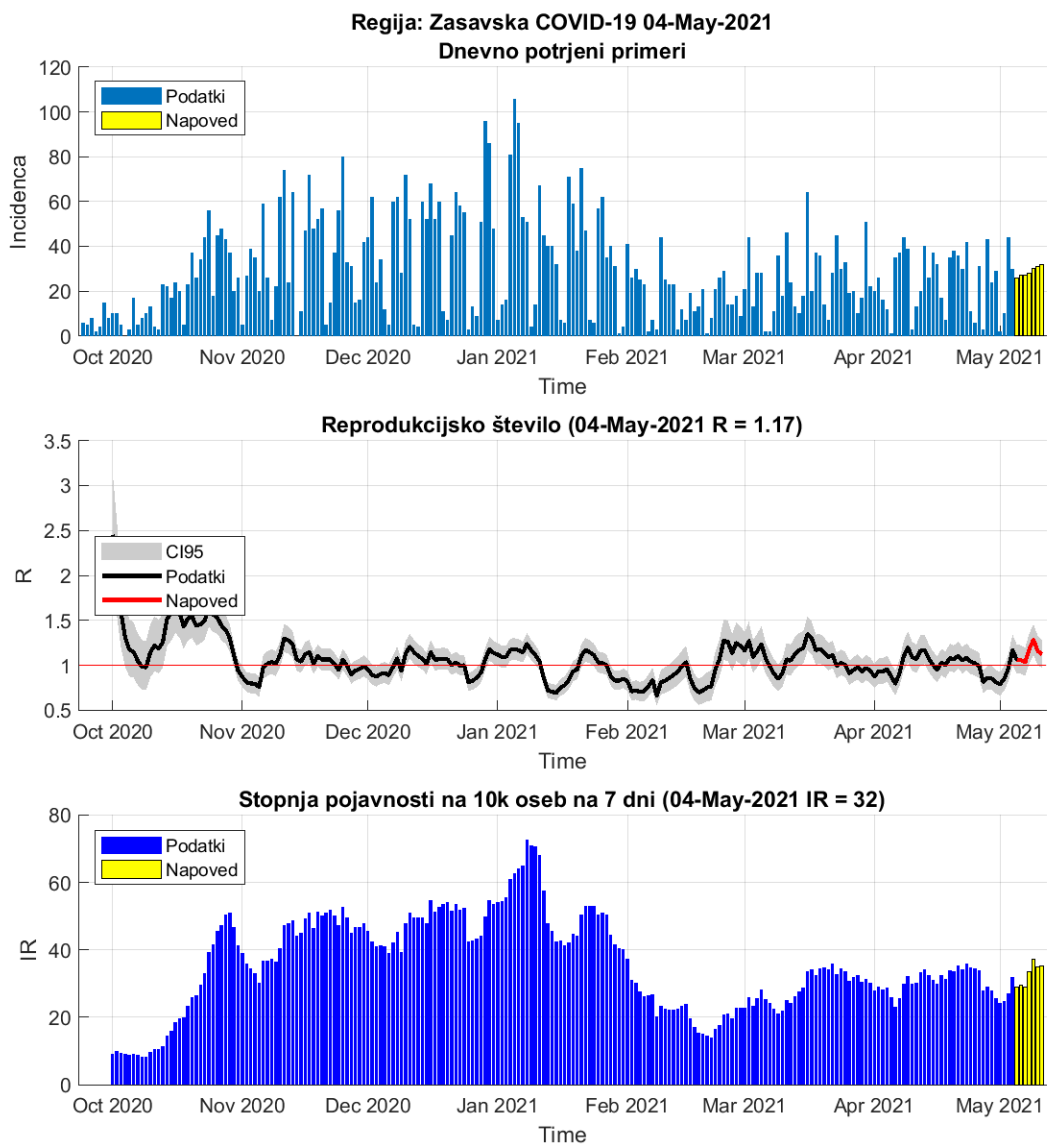 Regija: Zasavska COVID-19 04-May-2021
Dnevno potrjeni primeri
120
100
80
60
40
20
0
Incidenca
Podatki
Napoved
Oct 2020 Nov 2020 Dec 2020 Jan 2021 Feb 2021 Mar 2021 Apr 2021 May 2021
Time
Reprodukcijsko število (04-May-2021 R = 1.17)
3.5
3
2.5
2
1.5
1
0.5
R
CI95
Podatki
Napoved
Oct 2020 Nov 2020 Dec 2020 Jan 2021 Feb 2021 Mar 2021 Apr 2021 May 2021
Time
Stopnja pojavnosti na 10k oseb na 7 dni (04-May-2021 IR = 32)
80
60
40
20
0
IR
Podatki
Napoved
Oct 2020 Nov 2020 Dec 2020 Jan 2021 Feb 2021 Mar 2021 Apr 2021 May 2021
Time